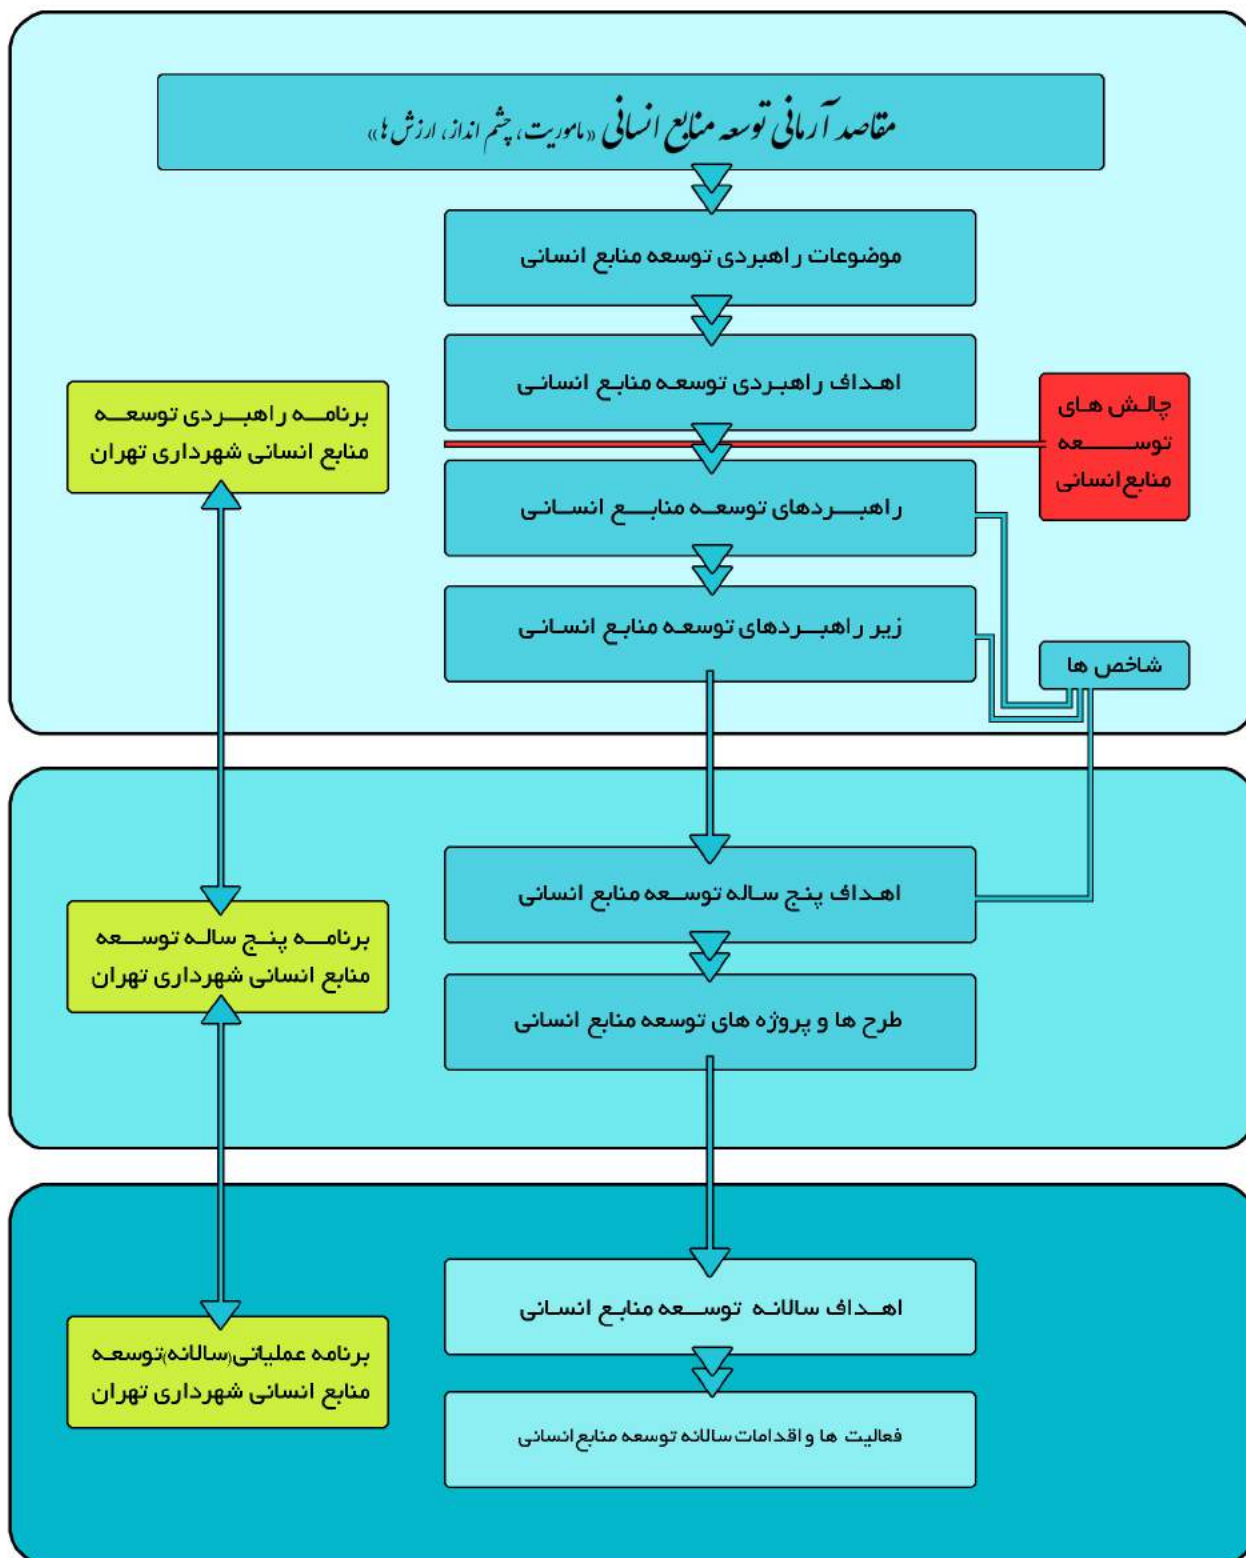 مقاصد آرمانی توسعه منابع انسانی «ماموریت، چشم انداز، ارزش ها»
موضوعات راهبردی توسعه منابع انسانی
اهداف راهبردی توسعه منابع انسانی
چالش های
توسعه
منابع انسانی
برنامه راهبردی توسعه
منابع انسانی شهرداری تهران
راهبردهای توسعه منابع انسانی
زیر راهبردهای توسعه منابع انسانی
شاخص ها
اهداف پنج ساله توسعه منابع انسانی
برنامه پنج ساله توسعه
منابع انسانی شهرداری تهران
طرح ها و پروژه های توسعه منابع انسانی
اهداف سالانه توسعه منابع انسانی
برنامه عملیاتی(سالانه)توسعه
منابع انسانی شهرداری تهران
فعالیت ها و اقدامات سالانه توسعه منابع انسانی